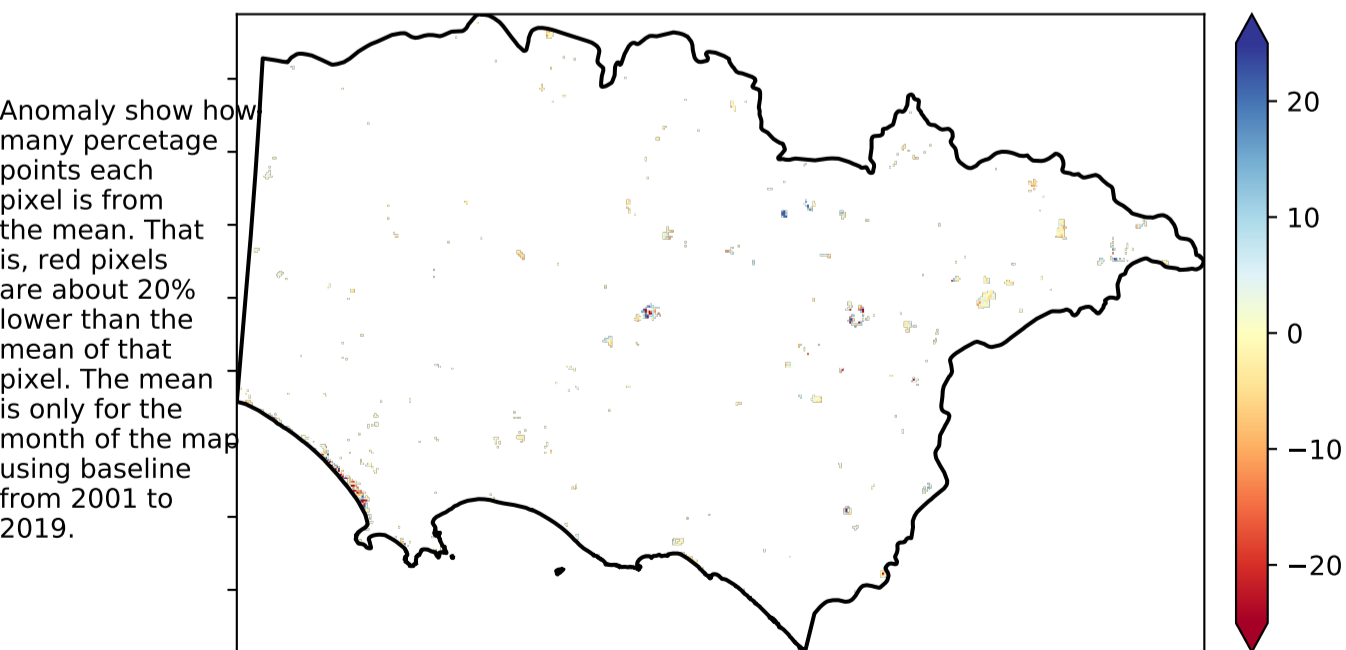 Anomaly show how
many percetage
points each
pixel is from
the mean. That
is, red pixels
are about 20%
lower than the
mean of that
pixel. The mean
is only for the
month of the map
using baseline
from 2001 to
2019.
20
10
0
−10
−20